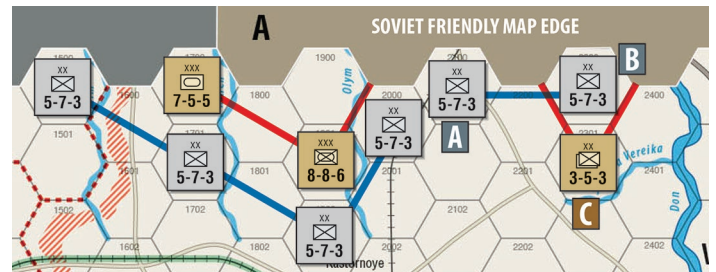 A SOVIET FRIENDLY MAP EDGE
1900
XX
5-7-3
XXX
7-5-5
1800
Olym
2000
XX
5-7-3
XX
5-7-3
B
2400
1501
XX
5-7-3
XX
5-7-3
A
XXX
8-8-6
XX
3-5-3
Vereika
1801
2001
2201
2401
1502
1702
2102
C
Don
XX
5-7-3
1602
1802
2002
2202
2402
Kastornoye